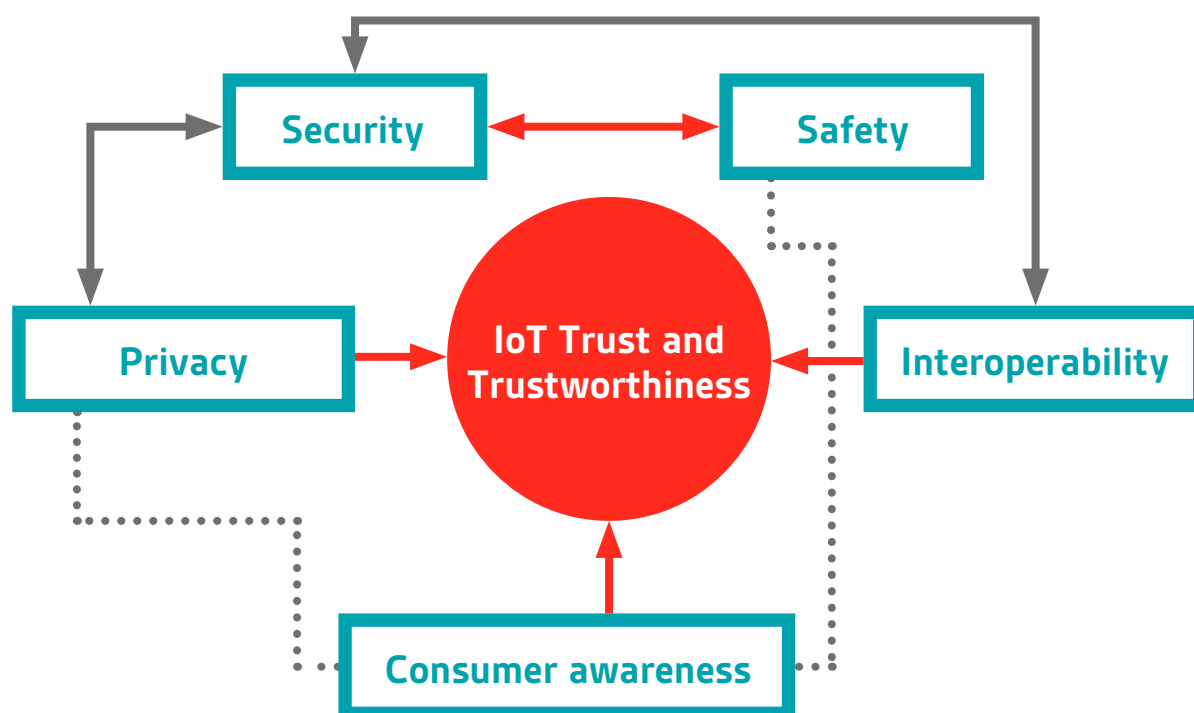 Security
Safety
Privacy
IoT Trust and
Trustworthiness
Interoperability
Consumer awareness